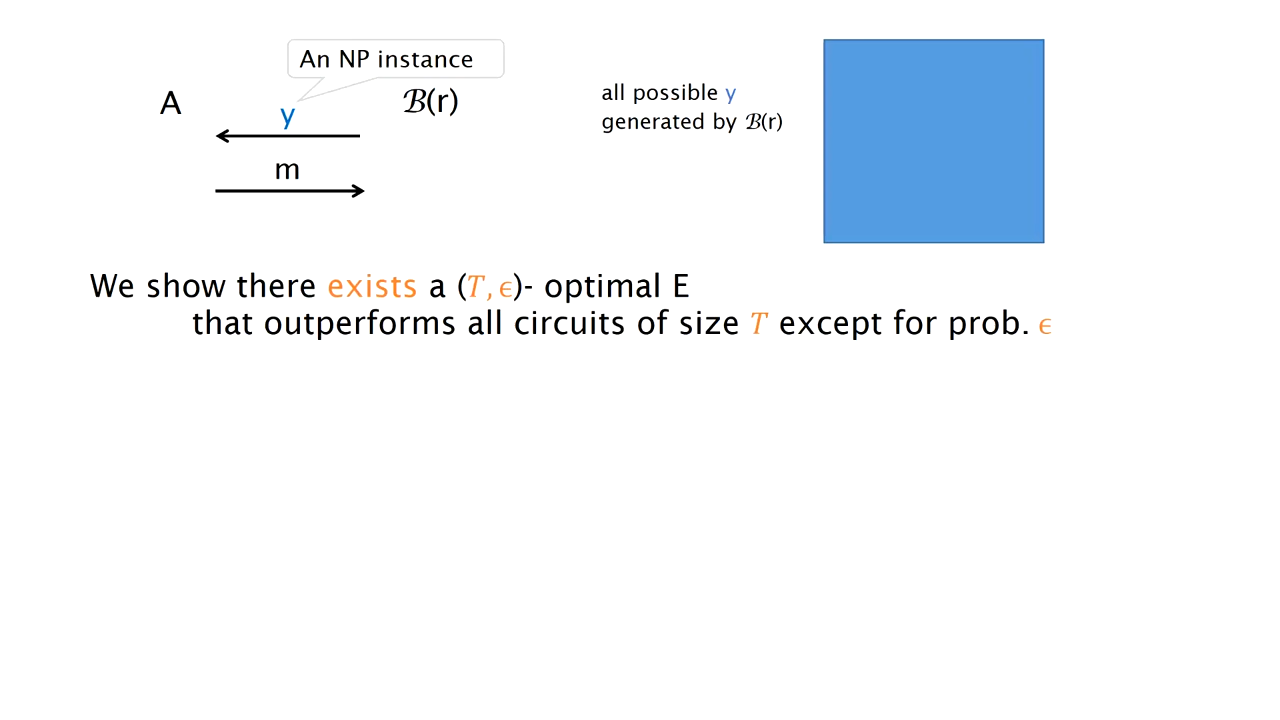 An NP instance
A
y
ℬ(r)
m
all possible y
generated by ℬ(r)
We show there exists a (T, ϵ)- optimal E
that outperforms all circuits of size T except for prob. ϵ